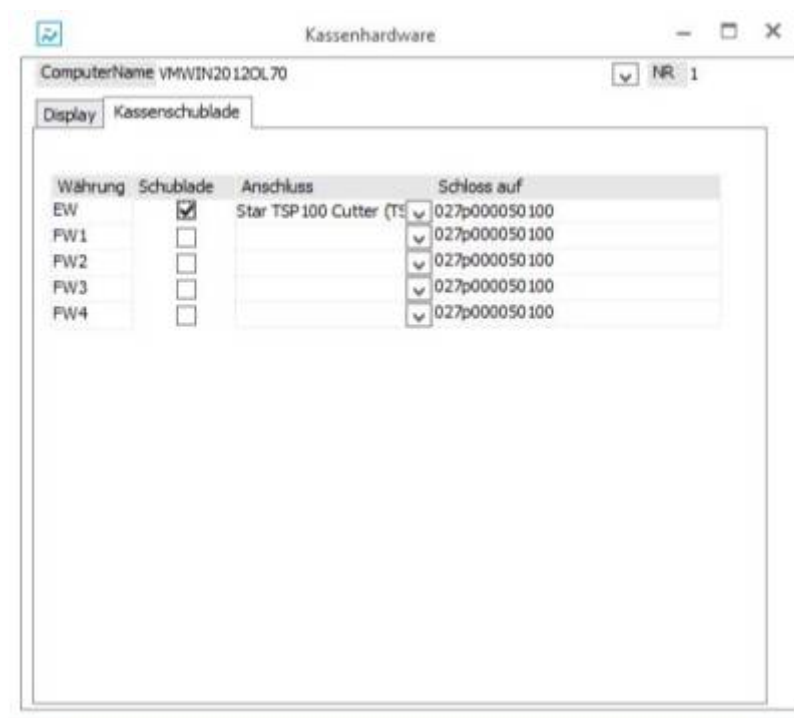 Kassenhardware
ComputerName VMWIN2012OL70 NR 1
Display Kassenschublade
Währung Schublade Anschluss Schloss auf
EW Star TSP100 Cutter (TS 027p000050100
FW1 027p000050100
FW2 027p000050100
FW3 027p000050100
FW4 027p000050100